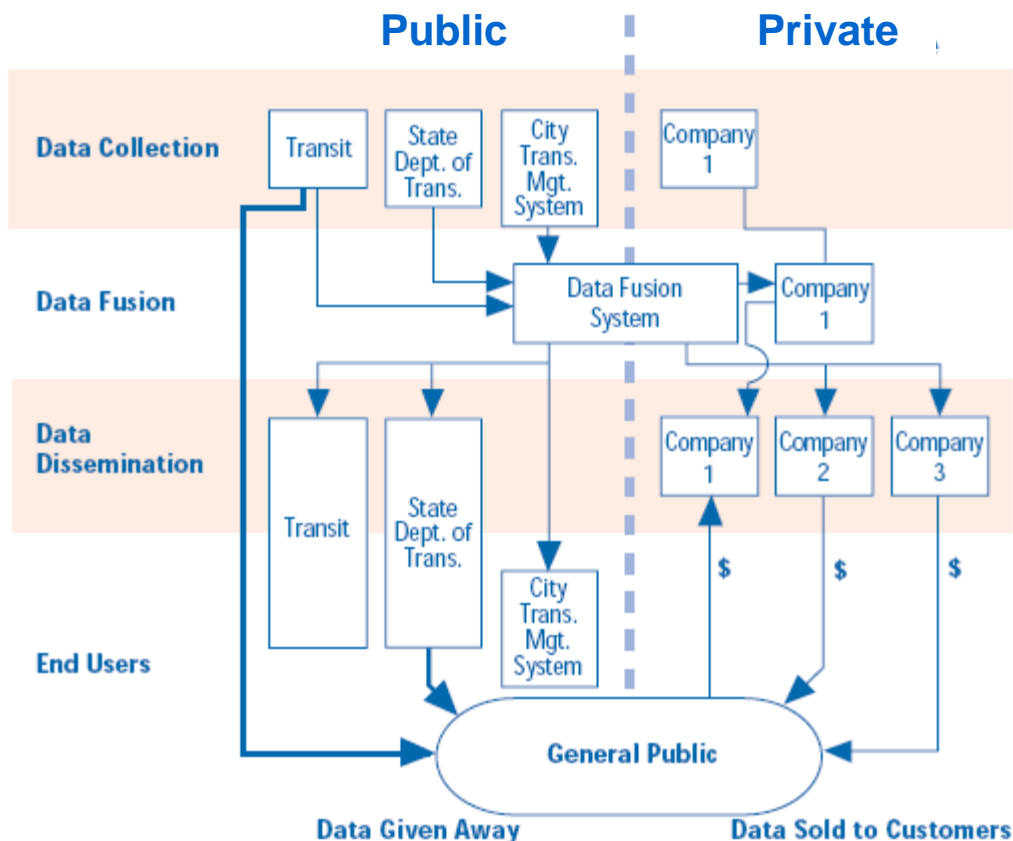 Public
Private
Data Collection
Transit
State
Dept. of
Trans.
City
Trans.
Mgt.
System
Company
1
Data Fusion
Data Fusion
System
Company
1
Data
Dissemination
Transit
State
Dept. of
Trans.
Company
1
Company
2
Company
3
$
$
$
City
Trans.
Mgt.
System
End Users
General Public
Data Given Away
Data Sold to Customers